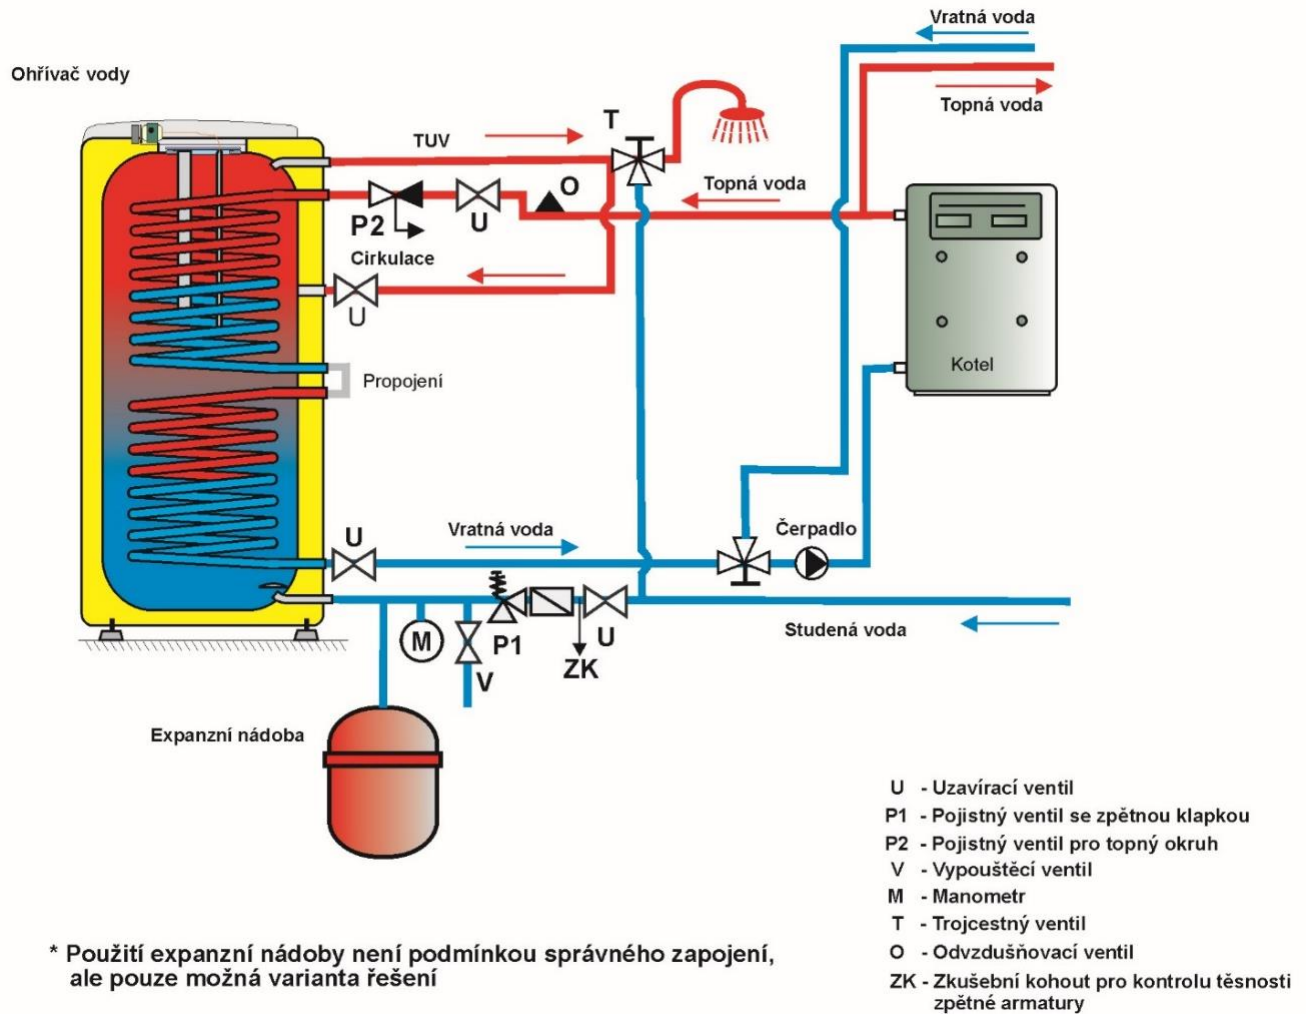 Vratná voda
Ohřívač vody
Topná voda
T
TUV
Topná voda
O
P2
U
Cirkulace
U
Kotel
Propojení
U
Vratná voda
Čerpadlo
M
P1
U
Studená voda
ZK
V
Expanzní nádoba
U - Uzavírací ventil
P1 - Pojistný ventil se zpětnou klapkou
P2 - Pojistný ventil pro topný okruh
V - Vypouštěcí ventil
M - Manometr
T - Trojcestný ventil
O - Odvzdušňovací ventil
ZK - Zkušební kohout pro kontrolu těsnosti
zpětné armatury
* Použití expanzní nádoby není podmínkou správného zapojení,
ale pouze možná varianta řešení